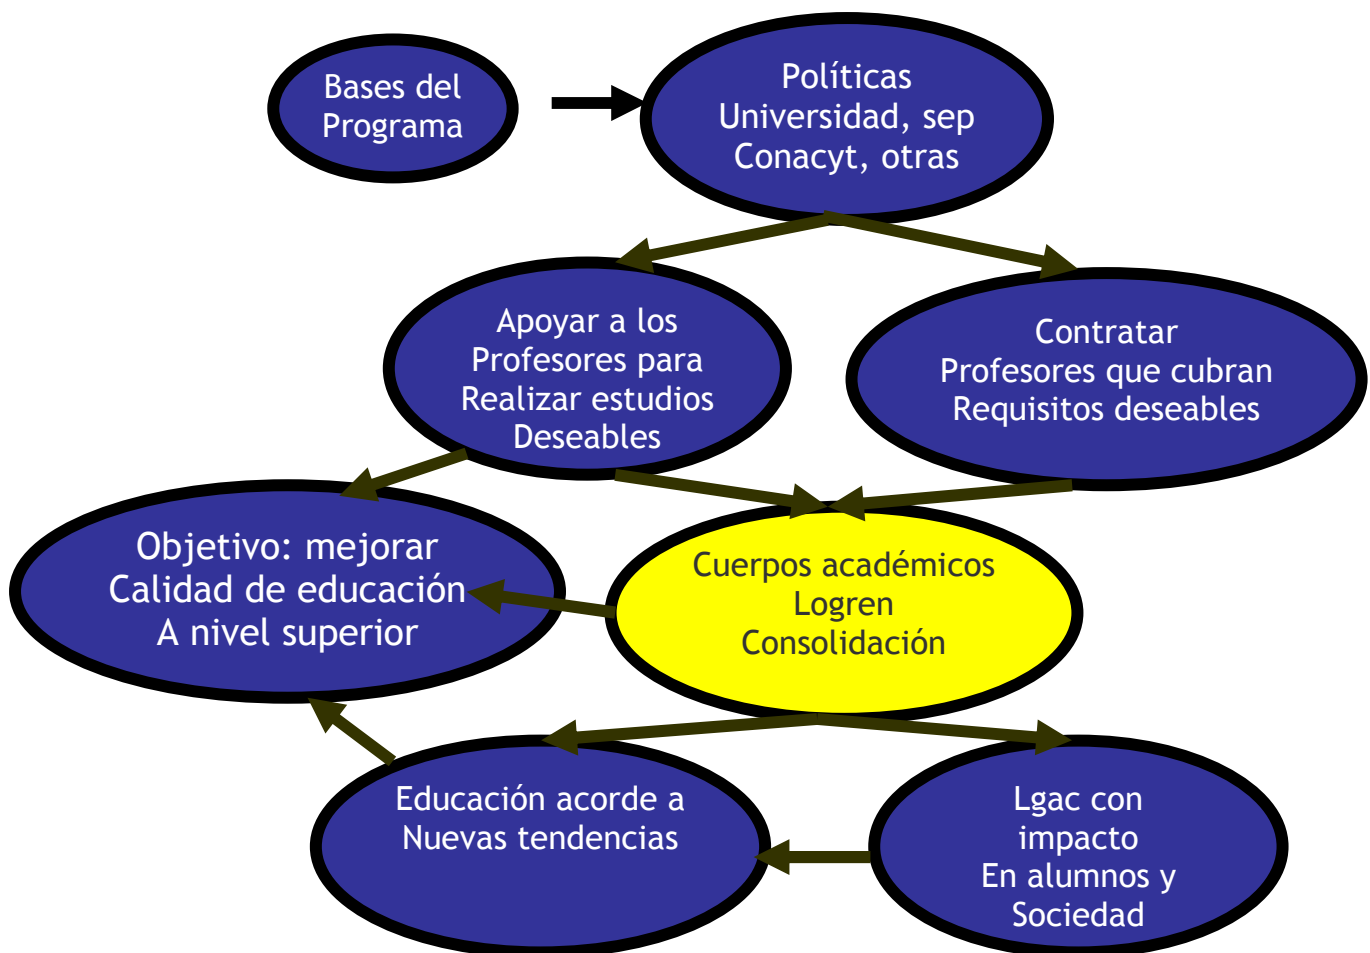 Bases del
Programa
Políticas
Universidad, sep
Conacyt, otras
Apoyar a los
Profesores para
Realizar estudios
Deseables
Contratar
Profesores que cubran
Requisitos deseables
Objetivo: mejorar
Calidad de educación
A nivel superior
Cuerpos académicos
Logren
Consolidación
Educación acorde a
Nuevas tendencias
Lgac con
impacto
En alumnos y
Sociedad